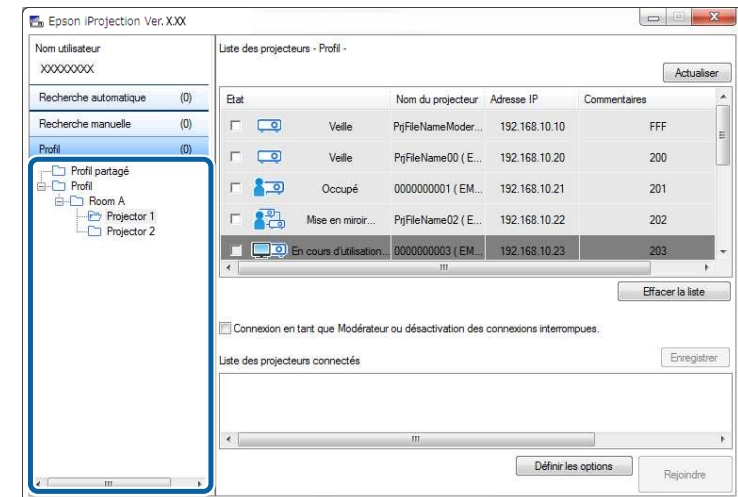 Epson iProjection Ver. X.XX
Nom utilisateur
XXXXXXXX
Recherche automatique (0)
Recherche manuelle (0)
Profil (0)
Profil partagé
Profil
Room A
Projector 1
Projector 2
Liste des projecteurs - Profil -
Actualiser
Etat Nom du projecteur Adresse IP Commentaires
Veille PrjFileNameModer... 192.168.10.10 FFF
Veille PrjFileName00 ( E... 192.168.10.20 200
Occupé 0000000001 ( EM... 192.168.10.21 201
Mise en miroir... PrjFileName02 ( E... 192.168.10.22 202
En cours d'utilisation... 0000000003 ( EM... 192.168.10.23 203
Effacer la liste
Connexion en tant que Modérateur ou désactivation des connexions interrompues.
Liste des projecteurs connectés
Enregistrer
Définir les options
Rejoindre